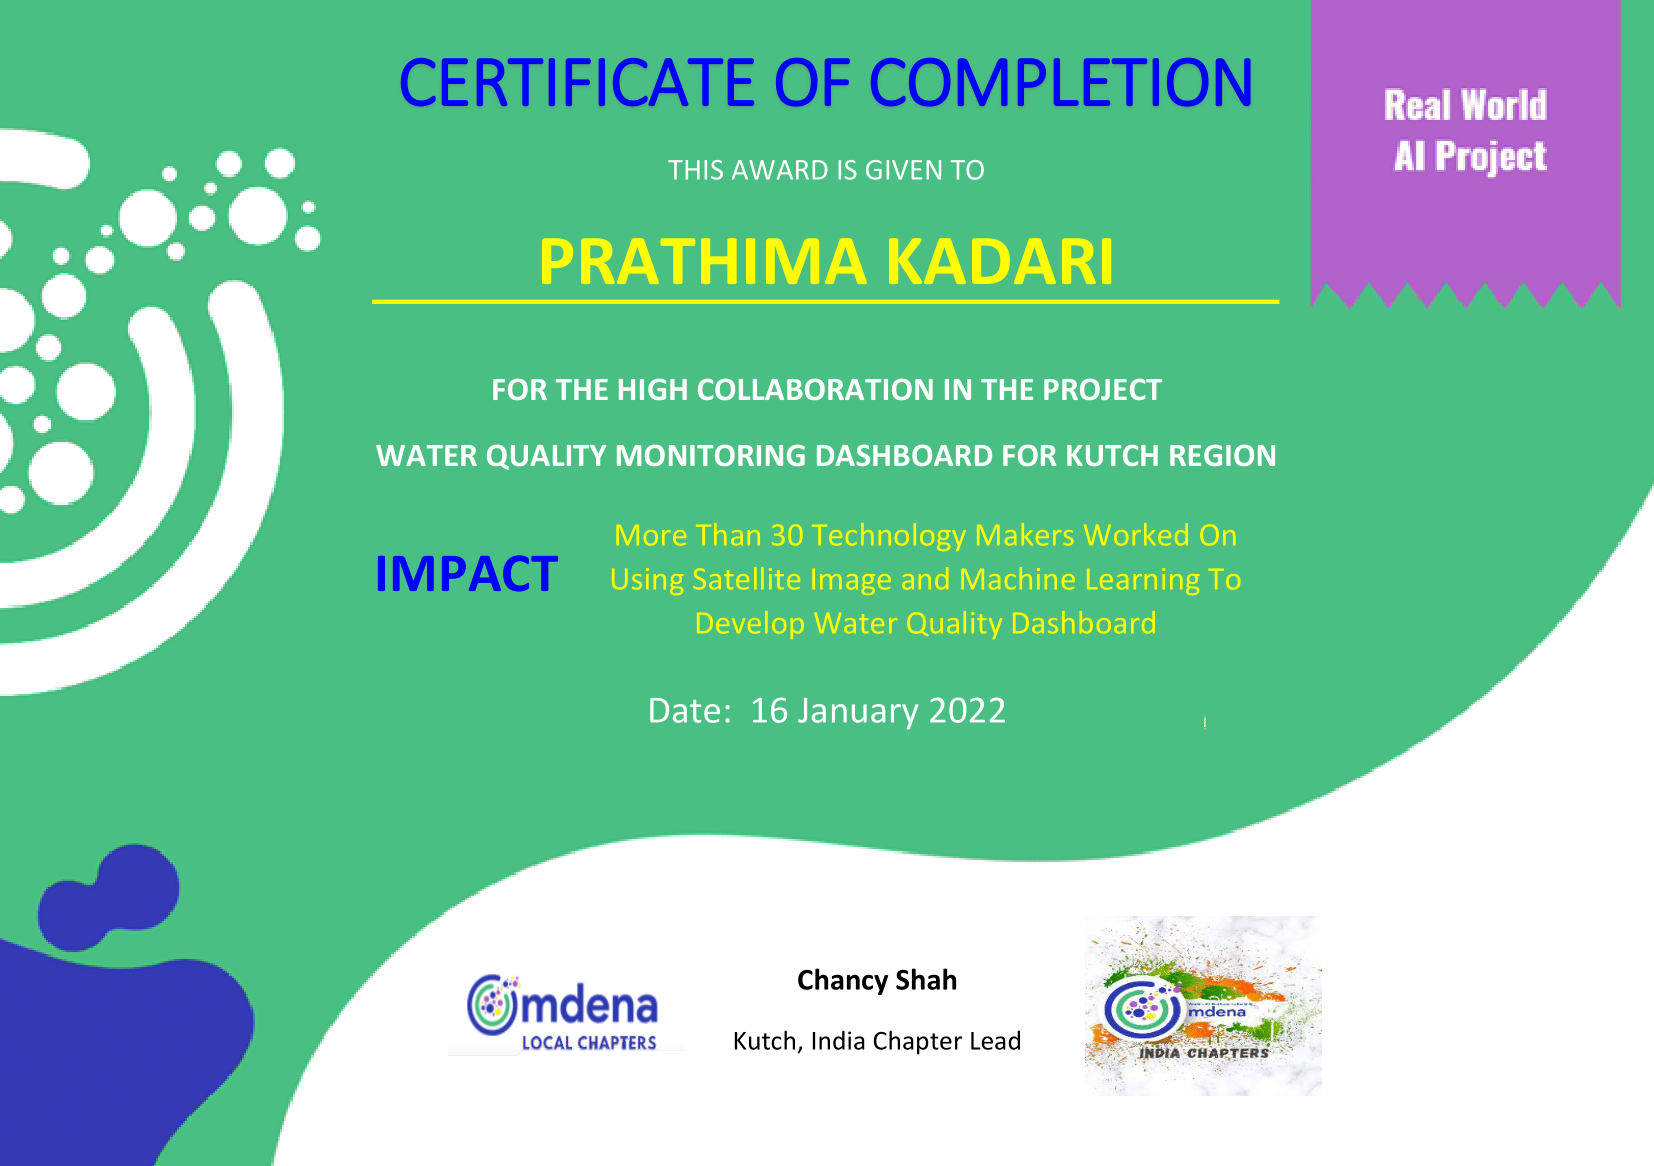 CERTIFICATE OF COMPLETION
Real World
AI Project
THIS AWARD IS GIVEN TO
PRATHIMA KADARI
FOR THE HIGH COLLABORATION IN THE PROJECT
WATER QUALITY MONITORING DASHBOARD FOR KUTCH REGION
IMPACT
More Than 30 Technology Makers Worked On
Using Satellite Image and Machine Learning To
Develop Water Quality Dashboard
Date: 16 January 2022
Omdena
LOCAL CHAPTERS
Chancy Shah
Kutch, India Chapter Lead
Omdena
INDIA CHAPTERS